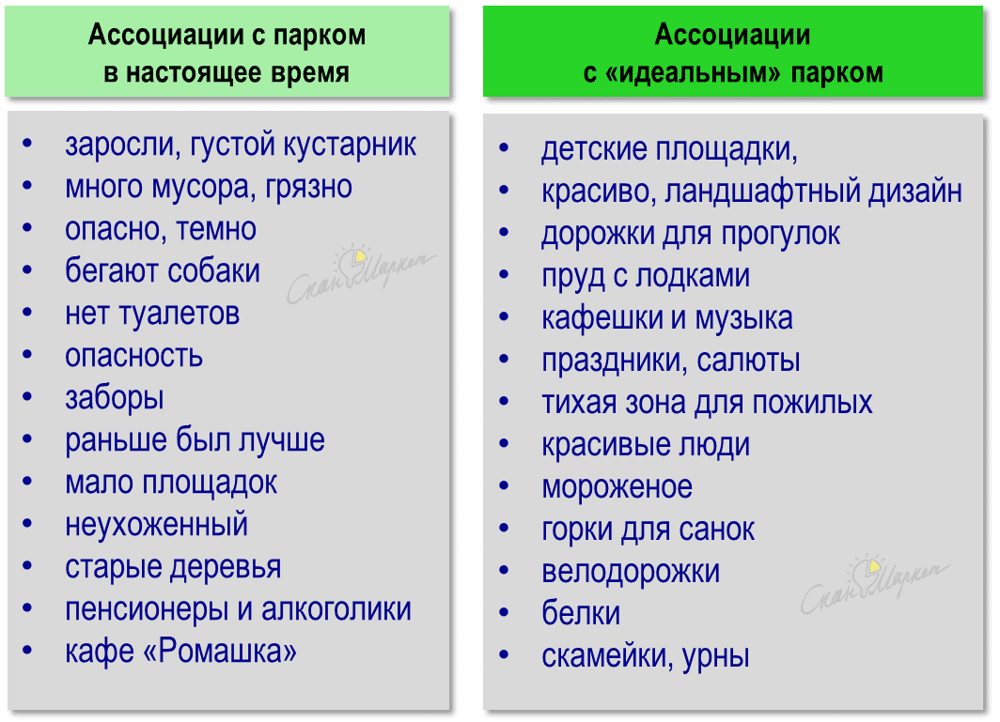 Ассоциации с парком
в настоящее время
• заросли, густой кустарник
• много мусора, грязно
• опасно, темно
• бегают собаки
• нет туалетов
• опасность
• заборы
• раньше был лучше
• мало площадок
• неухоженный
• старые деревья
• пенсионеры и алкоголики
• кафе «Ромашка»
СканМаркет
Ассоциации
с «идеальным» парком
• детские площадки,
• красиво, ландшафтный дизайн
• дорожки для прогулок
• пруд с лодками
• кафешки и музыка
• праздники, салюты
• тихая зона для пожилых
• красивые люди
• мороженое
• горки для санок
• велодорожки
• белки
• скамейки, урны
СканМаркет